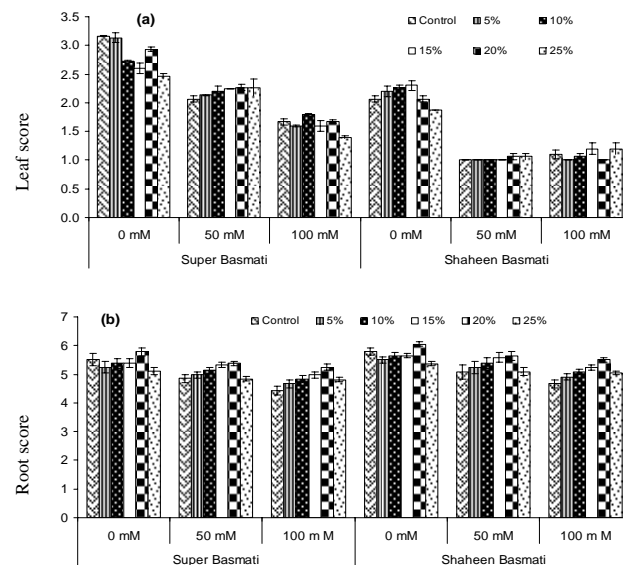 (a)
Control 5% 10%
15% 20% 25%
Leaf score
3.5
3.0
2.5
2.0
1.5
1.0
0.5
0.0
0 mM 50 mM 100 mM 0 mM 50 mM 100 mM
Super Basmati Shaheen Basmati
(b)
Control 5% 10% 15% 20% 25%
Root score
7
6
5
4
3
2
1
0
0 mM 50 mM 100 m M 0 mM 50 mM 100 m M
Super Basmati Shaheen Basmati